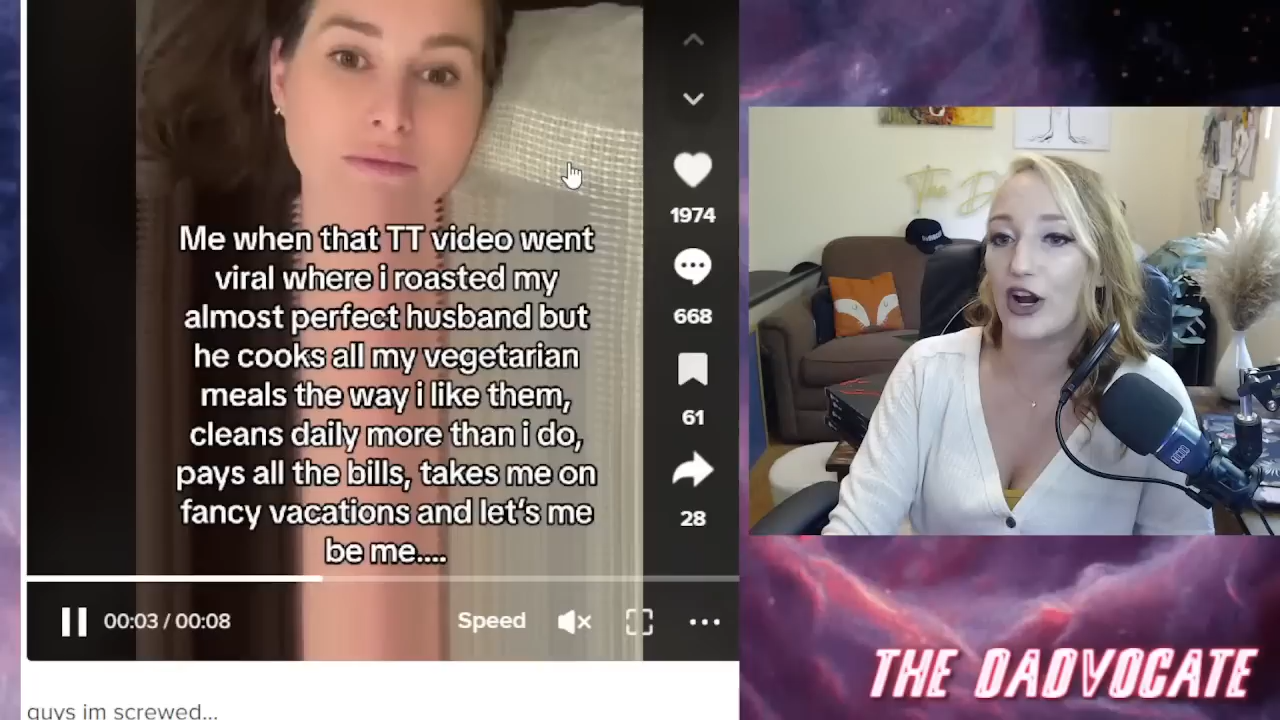 Me when that TT video went
viral where i roasted my
almost perfect husband but
he cooks all my vegetarian
meals the way i like them,
cleans daily more than i do,
pays all the bills, takes me on
fancy vacations and let's me
be me....
1974
668
61
28
00:03 / 00:08
Speed
guys im screwed...
The D
THE DADVOCATE